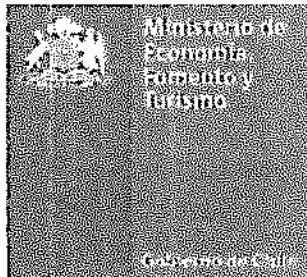 Ministerio de
Economía,
Fomento y
Turismo
Gobierno de Chile